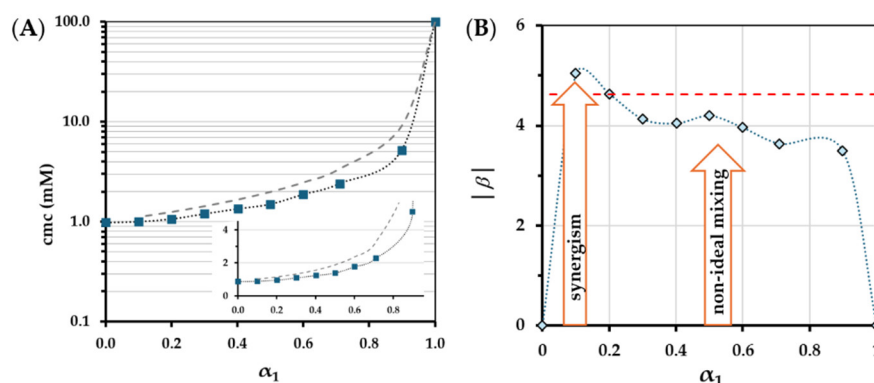 (A)
100.0
10.0
1.0
0.1
cmc (mM)
4
2
0
0.0 0.2 0.4 0.6 0.8
0.0 0.2 0.4 0.6 0.8 1.0
α1
(B)
6
4
2
0
|β|
synergism
non-ideal mixing
0 0.2 0.4 0.6 0.8 1
α1